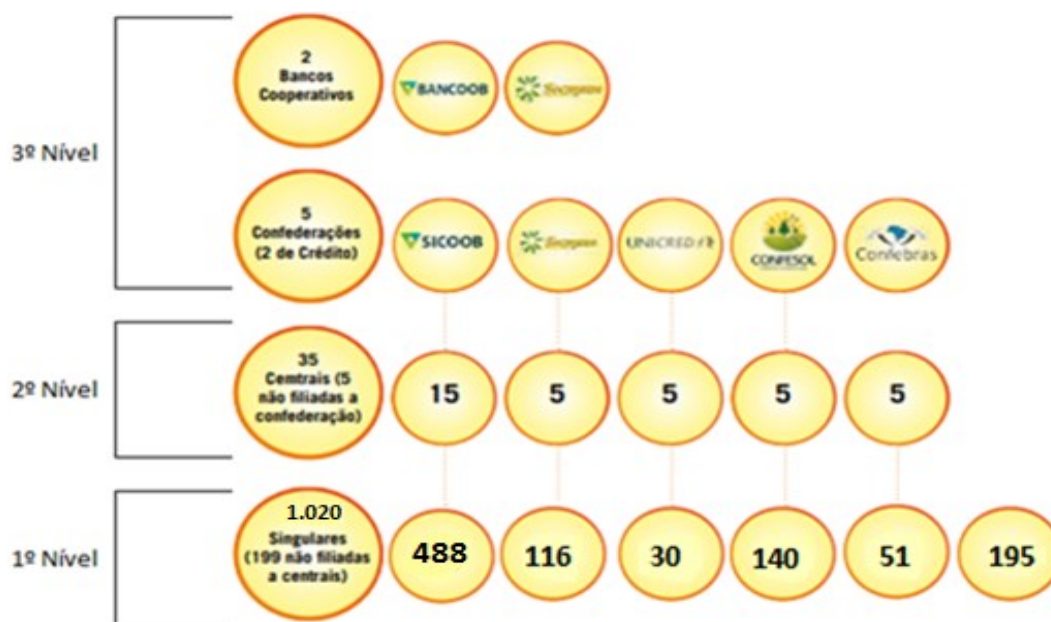 3º Nível
2
Bancos
Cooperativos
BANCOOB
5
Confederações
(2 de Crédito)
SICOOB
UNICRED
CONFESOL
Confebras
2º Nível
35
Cemtrais (5
não filiadas a
confederação)
15
5
5
5
5
1º Nível
1.020
Singulares
(199 não filiadas
a centrais)
488
116
30
140
51
195